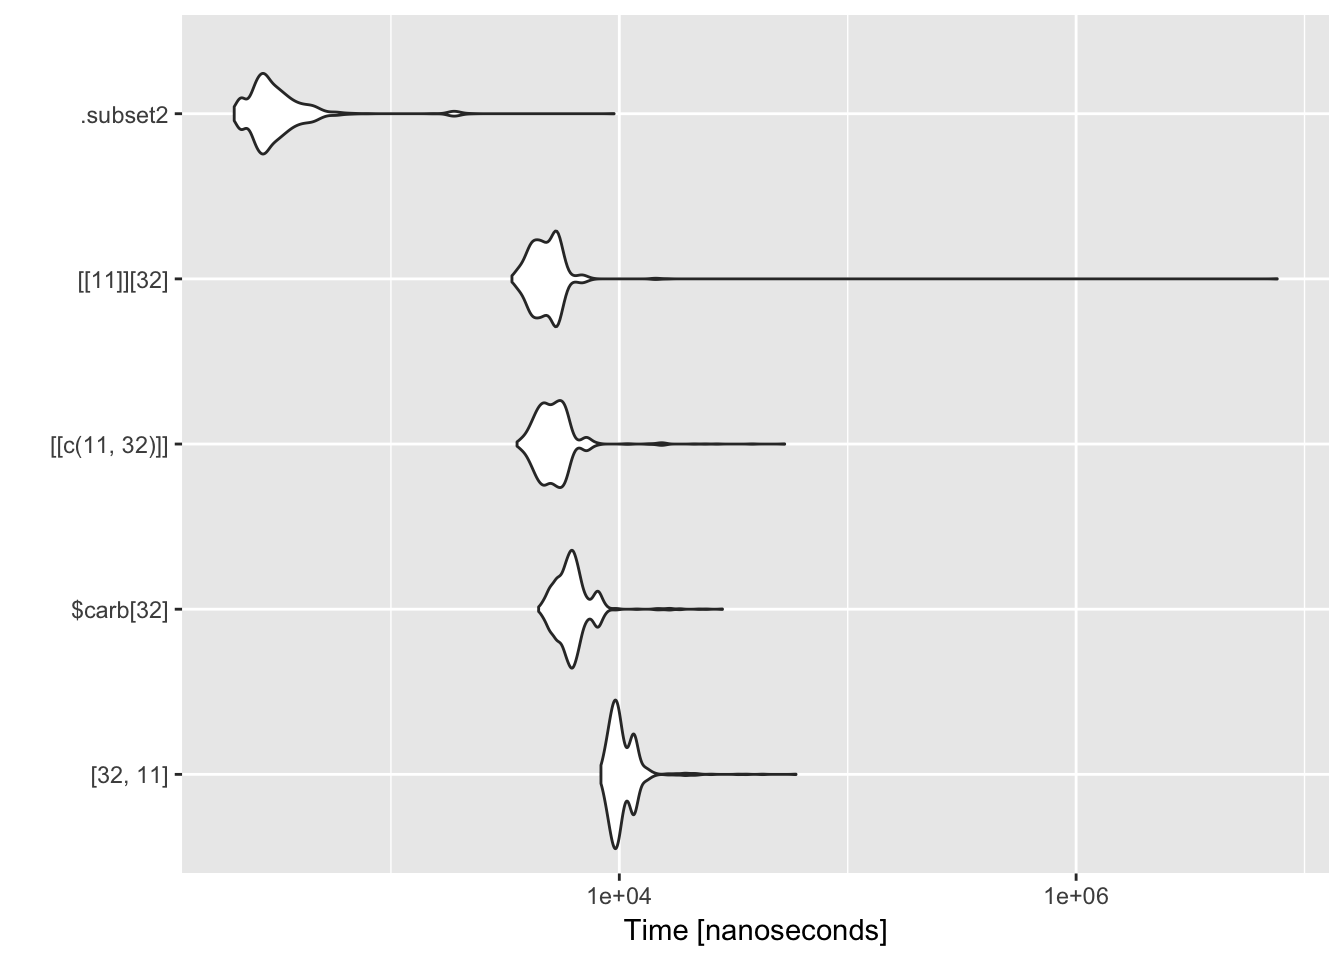 .subset2
[[11]][32]
[[c(11, 32)]]
$carb[32]
[32, 11]
1e+04 1e+06
Time [nanoseconds]